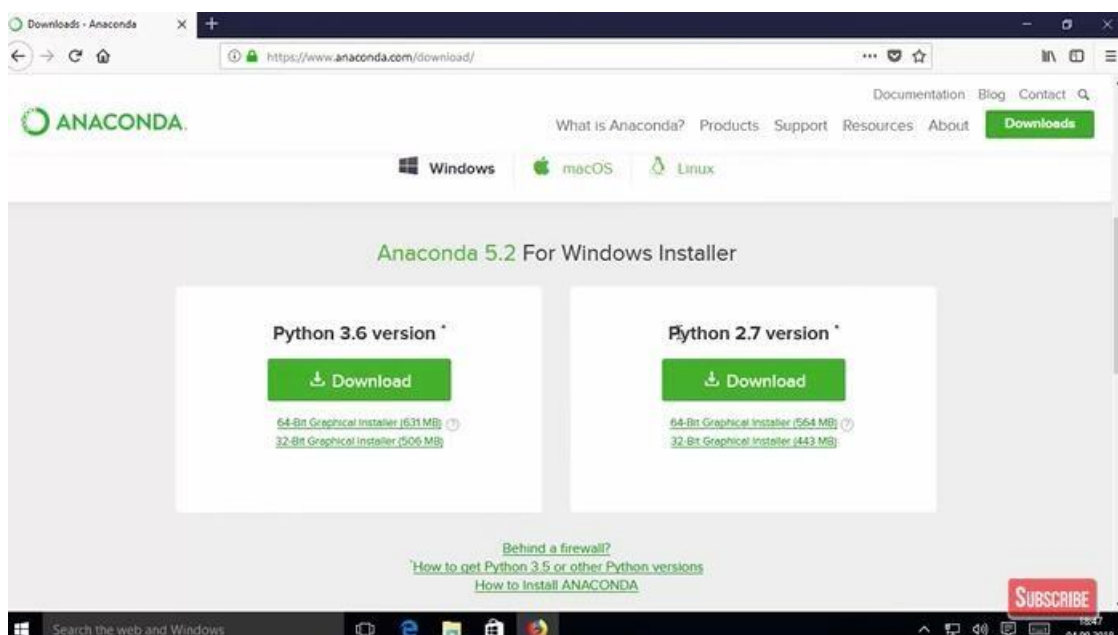 Downloads - Anaconda
https://www.anaconda.com/download/
Documentation Blog Contact
ANACONDA.
What is Anaconda? Products Support Resources About Downloads
Windows macOS Linux
Anaconda 5.2 For Windows Installer
Python 3.6 version *
Python 2.7 version *
Download
Download
64-Bit Graphical Installer (631 MB)
64-Bit Graphical Installer (564 MB)
32-Bit Graphical Installer (506 MB)
32-Bit Graphical Installer (443 MB)
Behind a firewall?
*How to get Python 3.5 or other Python versions
How to Install ANACONDA
SUBSCRIBE
Search the web and Windows
18:47